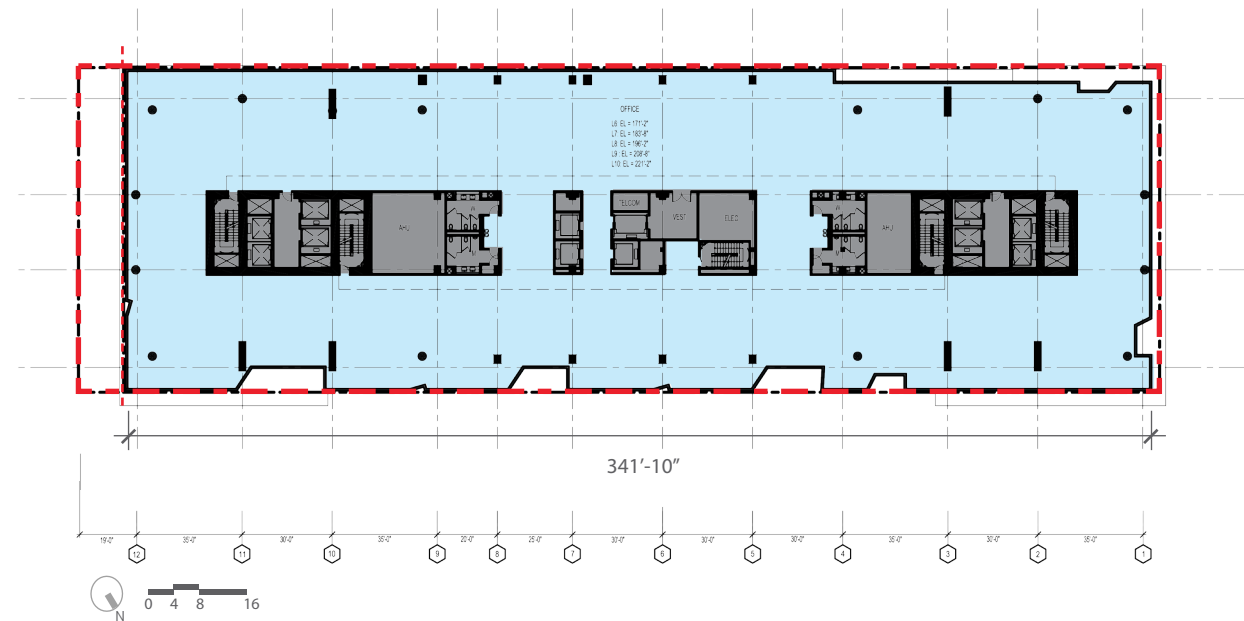 OFFICE
L6: EL = 171'-2"
L7: EL = 183'-8"
L8: EL = 196'-2"
L9 : EL = 208'-8"
L10: EL = 221'-2"
AHU
TELCOM
VEST
ELEC
AHU
W
M
M
341'-10"
19'-0"
35'-0"
30'-0"
35'-0"
20'-0"
25'-0"
30'-0"
30'-0"
30'-0"
35'-0"
30'-0"
35'-0"
12
11
10
9
8
7
6
5
4
3
2
1
N
0 4 8 16